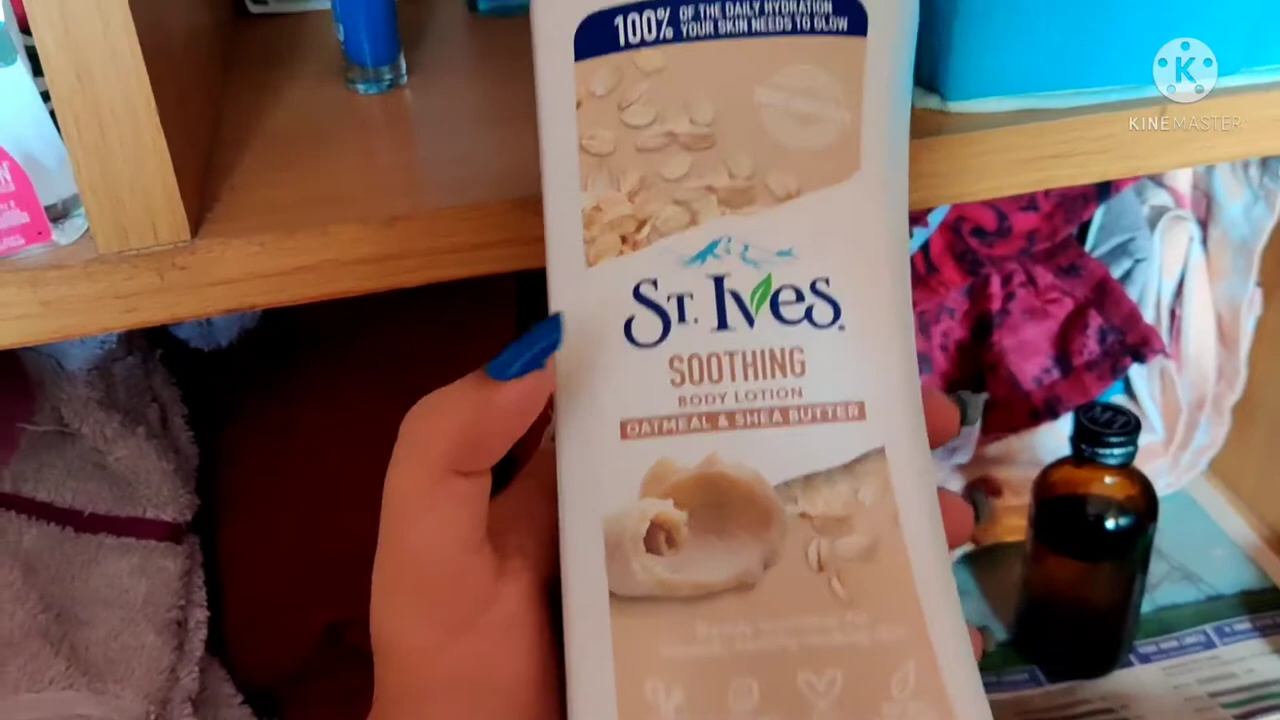 100% OF THE DAILY HYDRATION
YOUR SKIN NEEDS TO GLOW
K
KINEMASTER
N
ST. IVES
SOOTHING
BODY LOTION
OATMEAL & SHEA BUTTER
MT